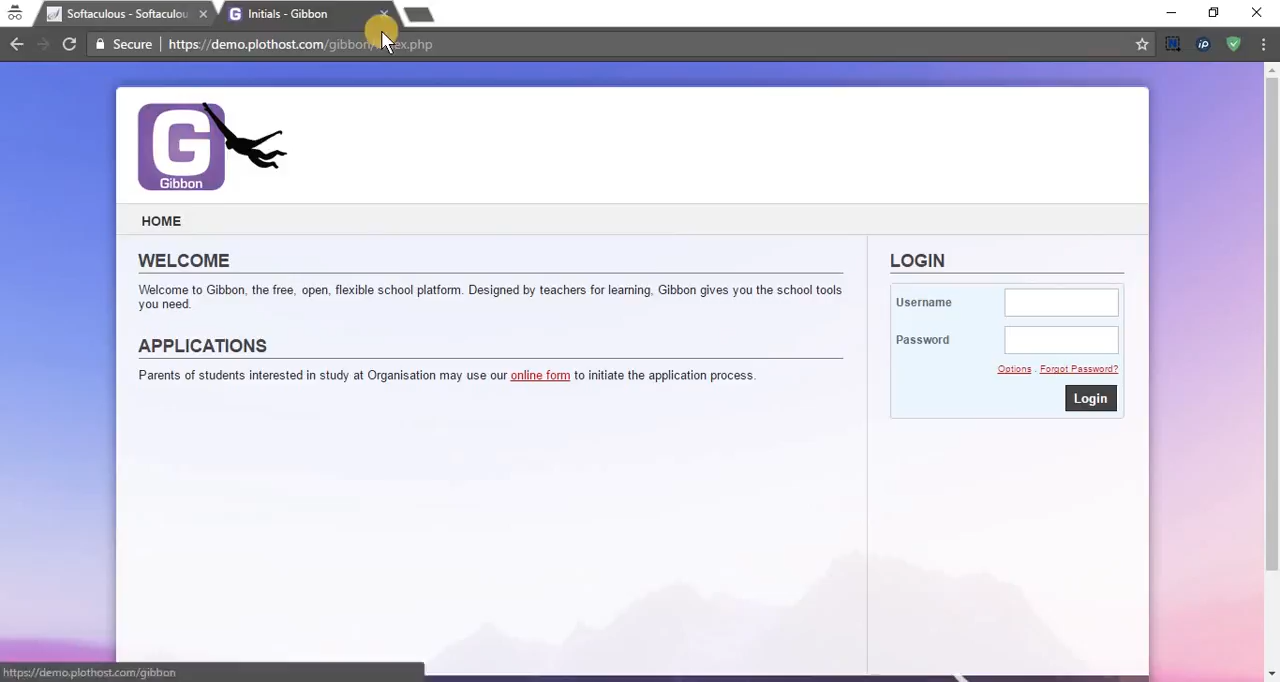 Softaculous - Softaculou
Initials - Gibbon
Secure
https://demo.plothost.com/gibbon/index.php
G
Gibbon
HOME
WELCOME
Welcome to Gibbon, the free, open, flexible school platform. Designed by teachers for learning, Gibbon gives you the school tools
you need.
APPLICATIONS
Parents of students interested in study at Organisation may use our online form to initiate the application process.
LOGIN
Username
Password
Options . Forgot Password?
Login
https://demo.plothost.com/gibbon